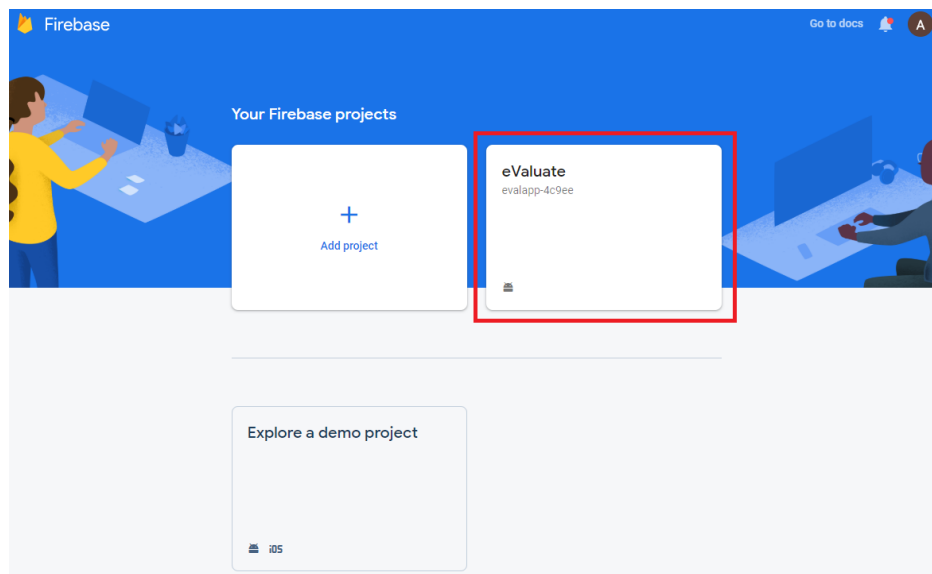 Firebase
Go to docs
A
Your Firebase projects
+
Add project
eValuate
evalapp-4c9ee
Explore a demo project
iOS